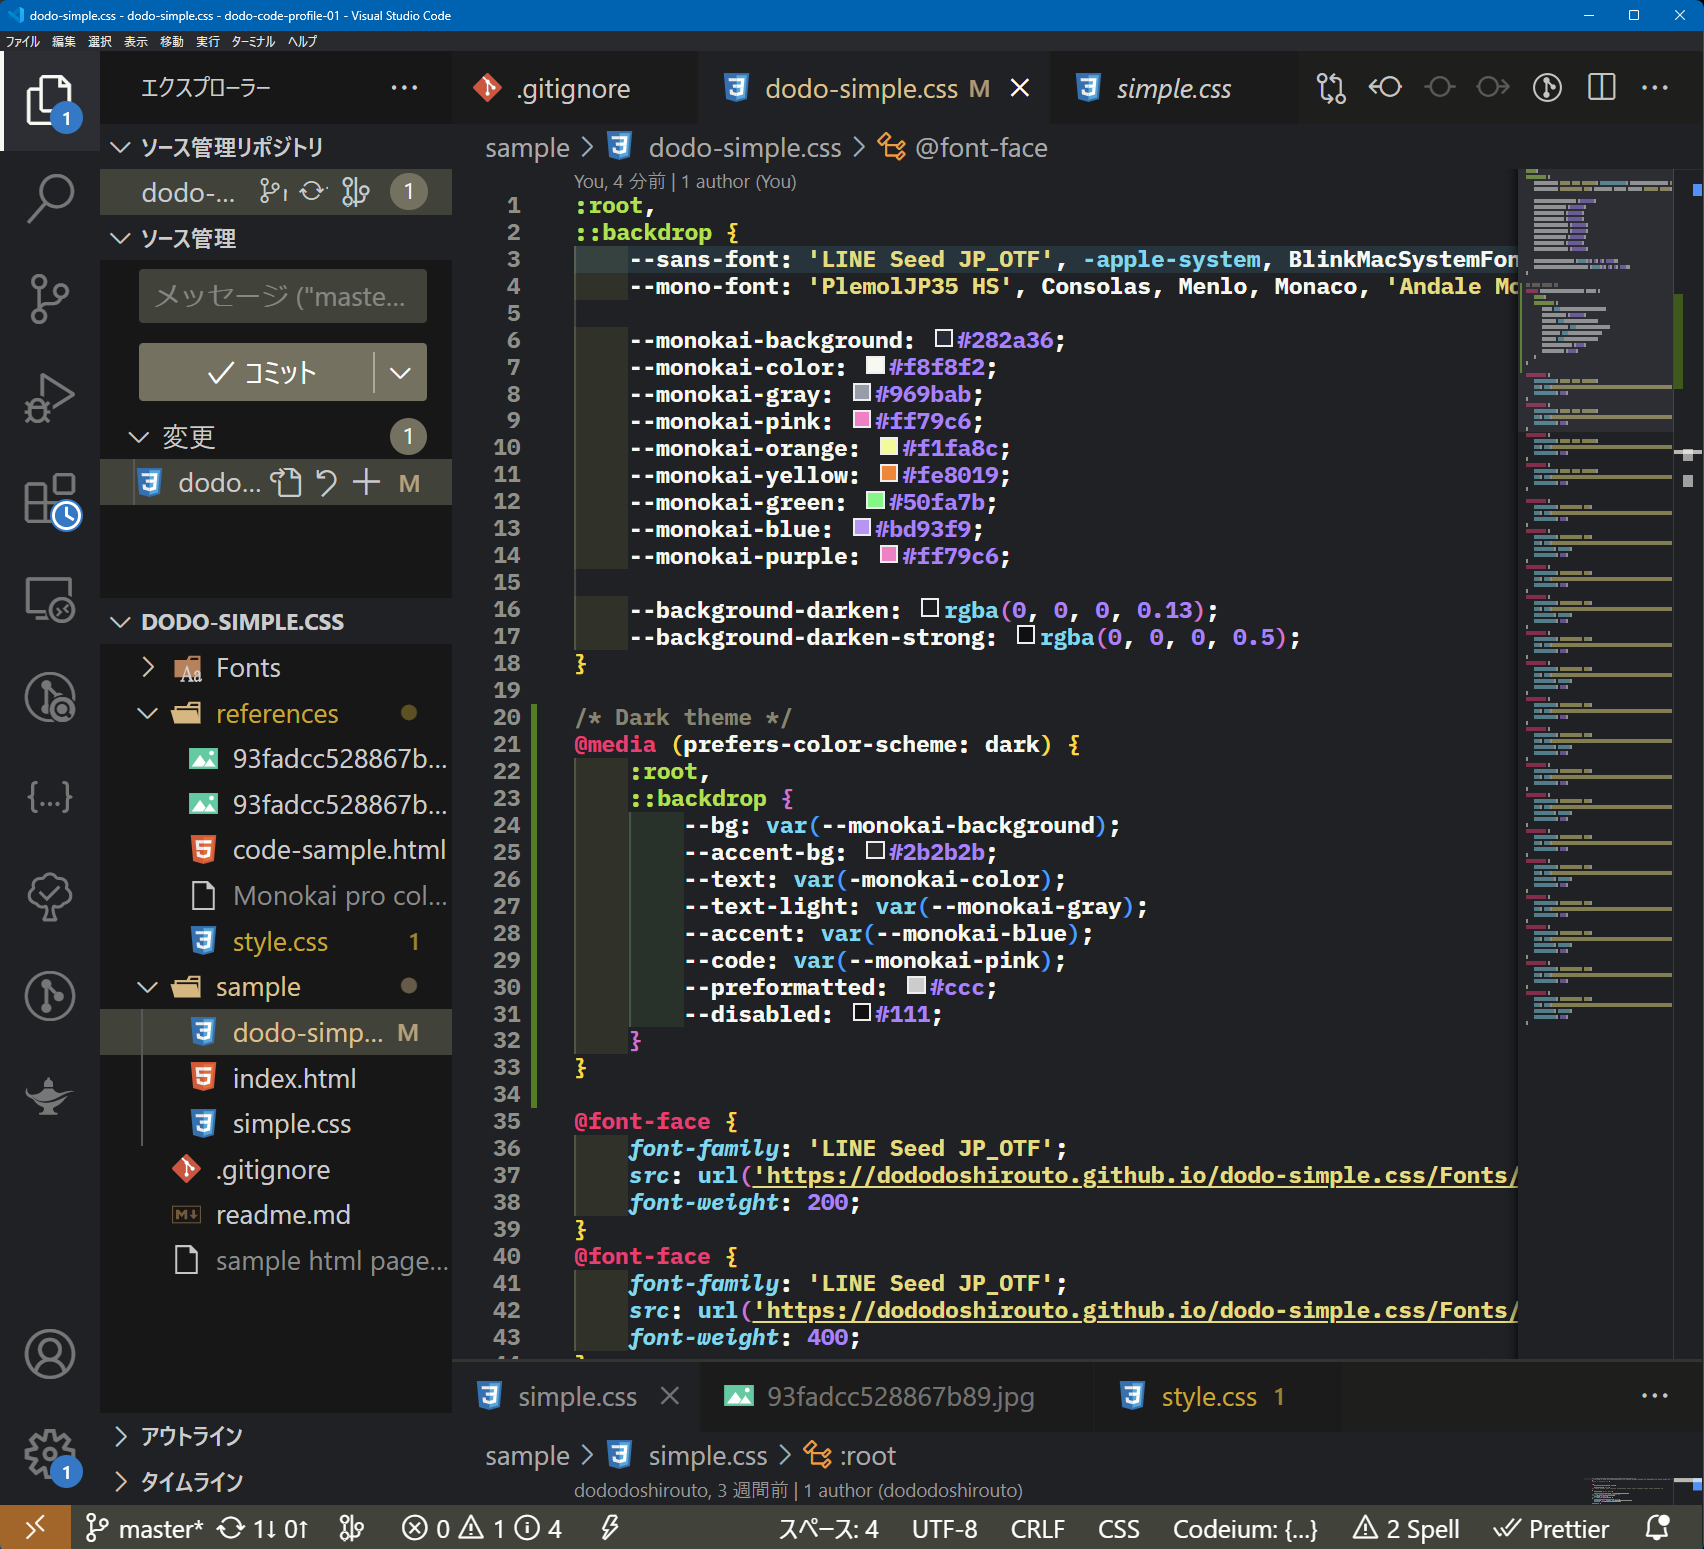 dodo-simple.css - dodo-simple.css - dodo-code-profile-01 - Visual Studio Code
ファイル 編集 選択 表示 移動 実行 ターミナル ヘルプ
エクスプローラー
ソース管理リポジトリ
dodo-... 1
ソース管理
メッセージ ("maste...
コミット
変更 1
dodo... M
DODO-SIMPLE.CSS
Fonts
references
93fadcc528867b...
93fadcc528867b...
code-sample.html
Monokai pro col...
style.css 1
sample
dodo-simp... M
index.html
simple.css
.gitignore
readme.md
sample html page...
アウトライン
タイムライン
1
1
.gitignore dodo-simple.css M simple.css
sample > dodo-simple.css > @font-face
You, 4 分前 | 1 author (You)
1 :root,
2 ::backdrop {
3 --sans-font: 'LINE Seed JP_OTF', -apple-system, BlinkMacSystemFon
4 --mono-font: 'PlemolJP35 HS', Consolas, Menlo, Monaco, 'Andale Mo
5
6 --monokai-background: #282a36;
7 --monokai-color: #f8f8f2;
8 --monokai-gray: #969bab;
9 --monokai-pink: #ff79c6;
10 --monokai-orange: #f1fa8c;
11 --monokai-yellow: #fe8019;
12 --monokai-green: #50fa7b;
13 --monokai-blue: #bd93f9;
14 --monokai-purple: #ff79c6;
15
16 --background-darken: rgba(0, 0, 0, 0.13);
17 --background-darken-strong: rgba(0, 0, 0, 0.5);
18 }
19
20 /* Dark theme */
21 @media (prefers-color-scheme: dark) {
22 :root,
23 ::backdrop {
24 --bg: var(--monokai-background);
25 --accent-bg: #2b2b2b;
26 --text: var(-monokai-color);
27 --text-light: var(--monokai-gray);
28 --accent: var(--monokai-blue);
29 --code: var(--monokai-pink);
30 --preformatted: #ccc;
31 --disabled: #111;
32 }
33 }
34
35 @font-face {
36 font-family: 'LINE Seed JP_OTF';
37 src: url('https://dododoshirouto.github.io/dodo-simple.css/Fonts/
38 font-weight: 200;
39 }
40 @font-face {
41 font-family: 'LINE Seed JP_OTF';
42 src: url('https://dododoshirouto.github.io/dodo-simple.css/Fonts/
43 font-weight: 400;
simple.css 93fadcc528867b89.jpg style.css 1
sample > simple.css > :root
dododoshirouto, 3 週間前 | 1 author (dododoshirouto)
master* 1↓ 0↑ 0 1 4 スペース: 4 UTF-8 CRLF CSS Codeium: {...} 2 Spell Prettier